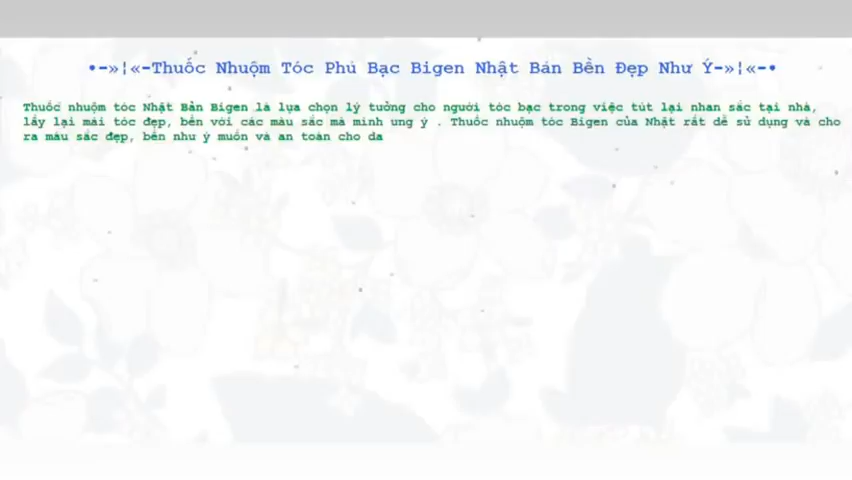 •-»¦«-Thuốc Nhuộm Tóc Phủ Bạc Bigen Nhật Bản Bền Đẹp Như Ý-»¦«-•
Thuốc nhuộm tóc Nhật Bản Bigen là lựa chọn lý tưởng cho người tóc bạc trong việc tút lại nhan sắc tại nhà,
lấy lại mái tóc đẹp, bền với các màu sắc mà mình ưng ý . Thuốc nhuộm tóc Bigen của Nhật rất dễ sử dụng và cho
ra màu sắc đẹp, bền như ý muốn và an toàn cho da